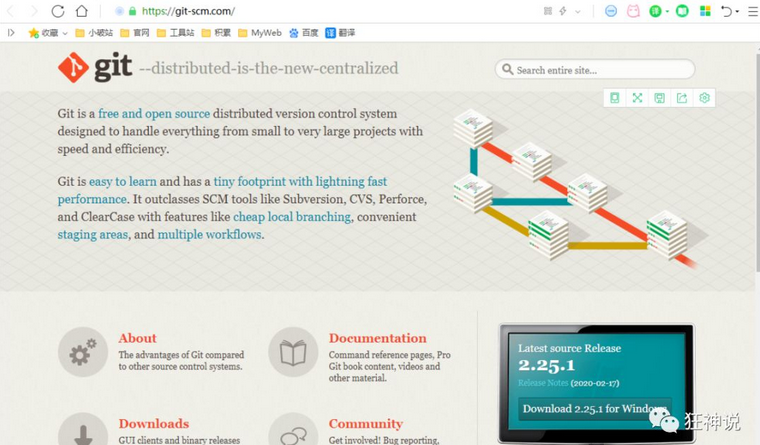 https://git-scm.com/
收藏 小破站 官网 工具站 积累 MyWeb 百度 译 翻译
git --distributed-is-the-new-centralized
Search entire site...
Git is a free and open source distributed version control system
designed to handle everything from small to very large projects with
speed and efficiency.
Git is easy to learn and has a tiny footprint with lightning fast
performance. It outclasses SCM tools like Subversion, CVS, Perforce,
and ClearCase with features like cheap local branching, convenient
staging areas, and multiple workflows.
About
The advantages of Git compared
to other source control systems.
Documentation
Command reference pages, Pro
Git book content, videos and
other material.
Downloads
GUI clients and binary releases
Community
Get involved! Bug reporting,
Latest source Release
2.25.1
Release Notes (2020-02-17)
Download 2.25.1 for Windows
狂神说